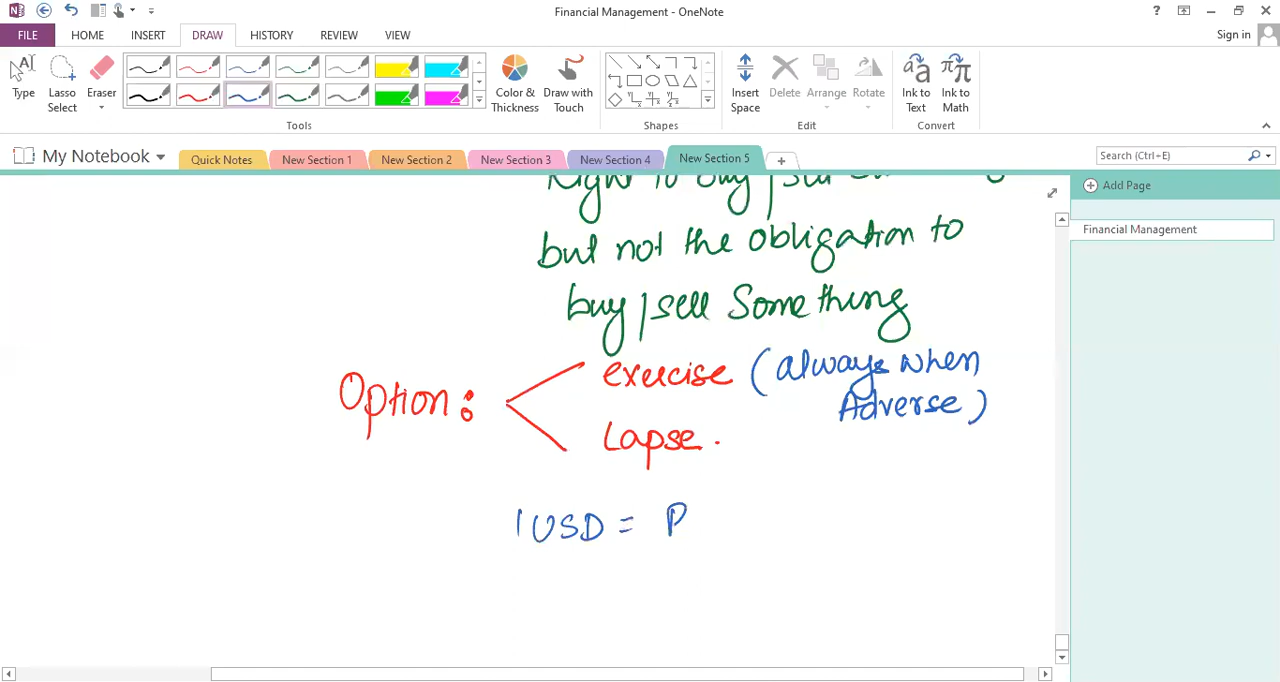 Financial Management - OneNote
FILE HOME INSERT DRAW HISTORY REVIEW VIEW
Sign in
Type
Lasso Select
Eraser
Color & Thickness
Draw with Touch
Insert Space
Delete
Arrange
Rotate
Ink to Text
Ink to Math
Tools
Shapes
Edit
Convert
My Notebook
Quick Notes
New Section 1
New Section 2
New Section 3
New Section 4
New Section 5
Search (Ctrl+E)
Add Page
Financial Management
Right to buy | sell
but not the obligation to
buy | sell Something
Option: exercise (always when Adverse)
Lapse.
1 USD = P